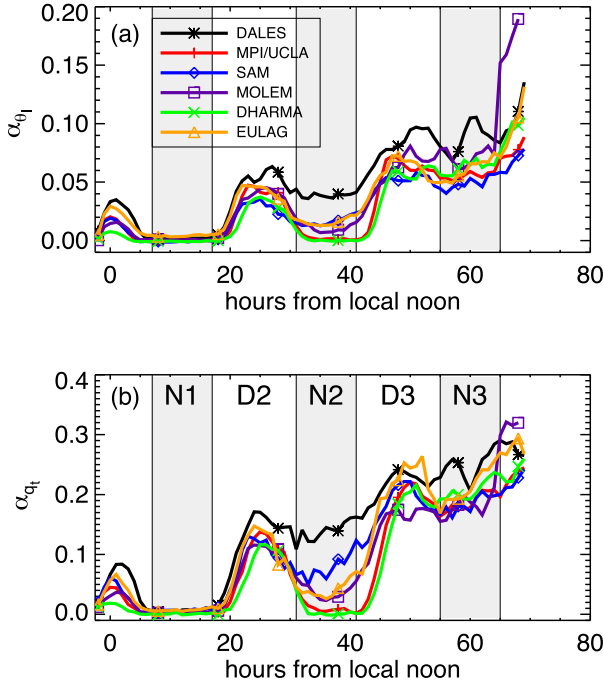 0.20
0.15
0.10
0.05
0.00
αθl
(a)
DALES
MPI/UCLA
SAM
MOLEM
DHARMA
EULAG
0 20 40 60 80
hours from local noon
0.4
0.3
0.2
0.1
0.0
αqt
(b) N1 D2 N2 D3 N3
0 20 40 60 80
hours from local noon